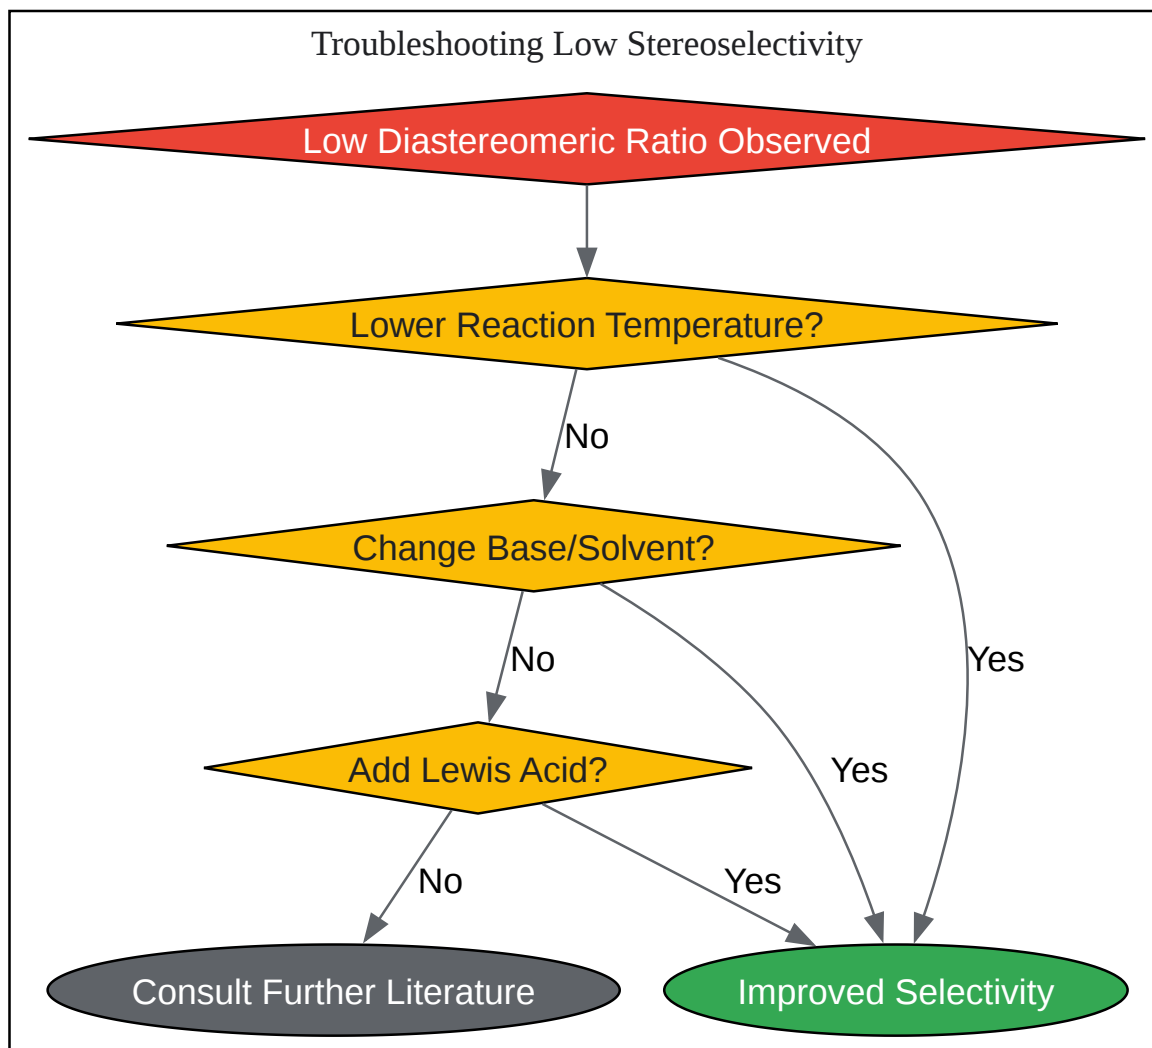 Troubleshooting Low Stereoselectivity
Low Diastereomeric Ratio Observed
Lower Reaction Temperature?
No
Change Base/Solvent?
No
Yes
Add Lewis Acid?
Yes
No
Yes
Consult Further Literature
Improved Selectivity